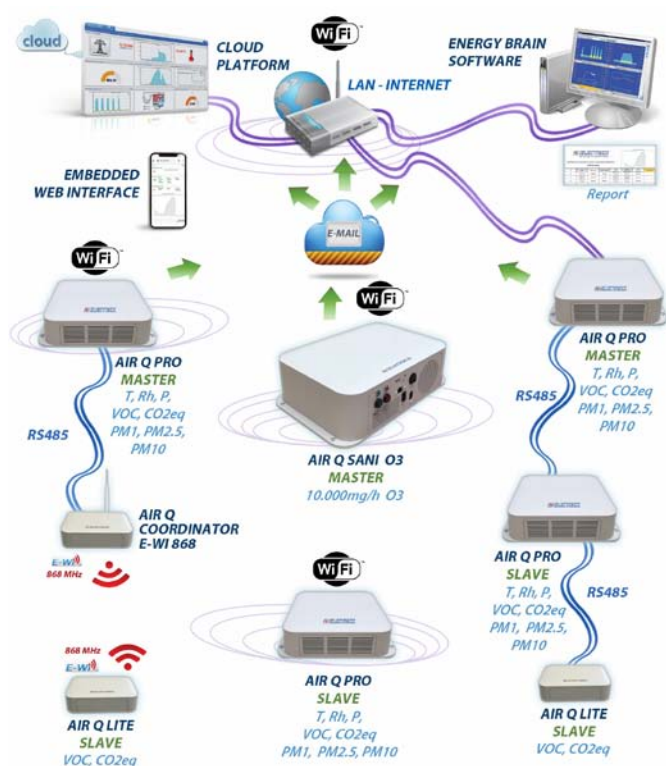 cloud
CLOUD
PLATFORM
WiFi
LAN - INTERNET
ENERGY BRAIN
SOFTWARE
EMBEDDED
WEB INTERFACE
Report
E-MAIL
WiFi
WiFi
AIR Q PRO
MASTER
T, Rh, P,
VOC, CO2eq
PM1, PM2.5,
PM10
RS485
AIR Q SANI O3
MASTER
10.000mg/h O3
AIR Q PRO
MASTER
T, Rh, P,
VOC, CO2eq
PM1, PM2.5,
PM10
RS485
AIR Q
COORDINATOR
E-WI 868
E-Wi
868 MHz
WiFi
AIR Q PRO
SLAVE
T, Rh, P,
VOC, CO2eq
PM1, PM2.5,
PM10
RS485
868 MHz
E-Wi
AIR Q LITE
SLAVE
VOC, CO2eq
AIR Q PRO
SLAVE
T, Rh, P,
VOC, CO2eq
PM1, PM2.5, PM10
AIR Q LITE
SLAVE
VOC, CO2eq